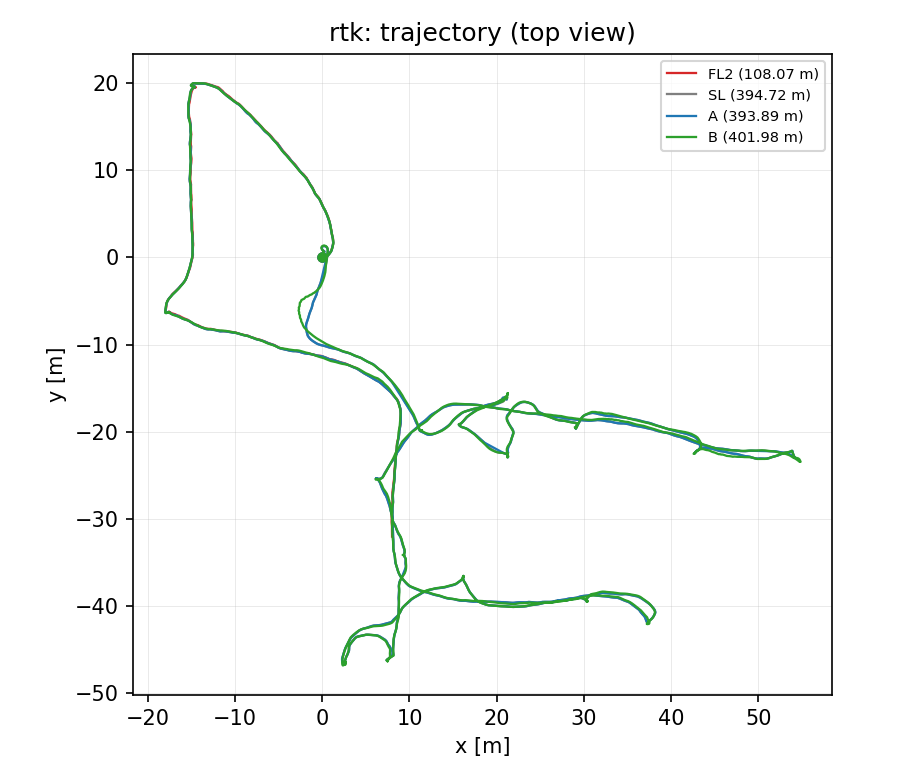 rtk: trajectory (top view)
FL2 (108.07 m)
SL (394.72 m)
A (393.89 m)
B (401.98 m)
y [m]
20
10
0
−10
−20
−30
−40
−50
−20
−10
0
10
20
30
40
50
x [m]